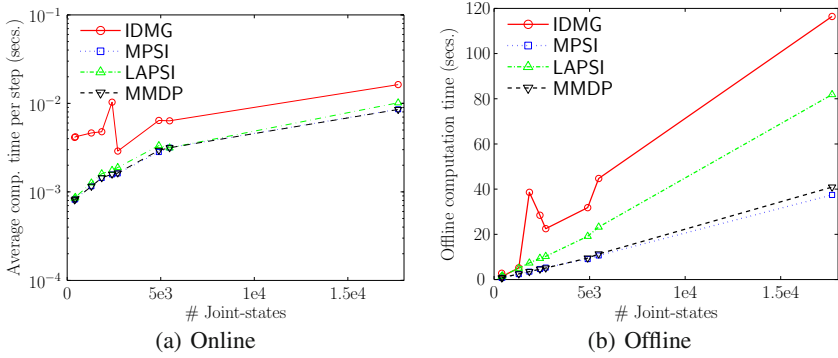 Average comp. time per step (secs.)
10⁻¹
10⁻²
10⁻³
10⁻⁴
IDMG
MPSI
LAPSI
MMDP
0 5e3 1e4 1.5e4
# Joint-states
(a) Online
Offline computation time (secs.)
120
100
80
60
40
20
0
IDMG
MPSI
LAPSI
MMDP
0 5e3 1e4 1.5e4
# Joint-states
(b) Offline